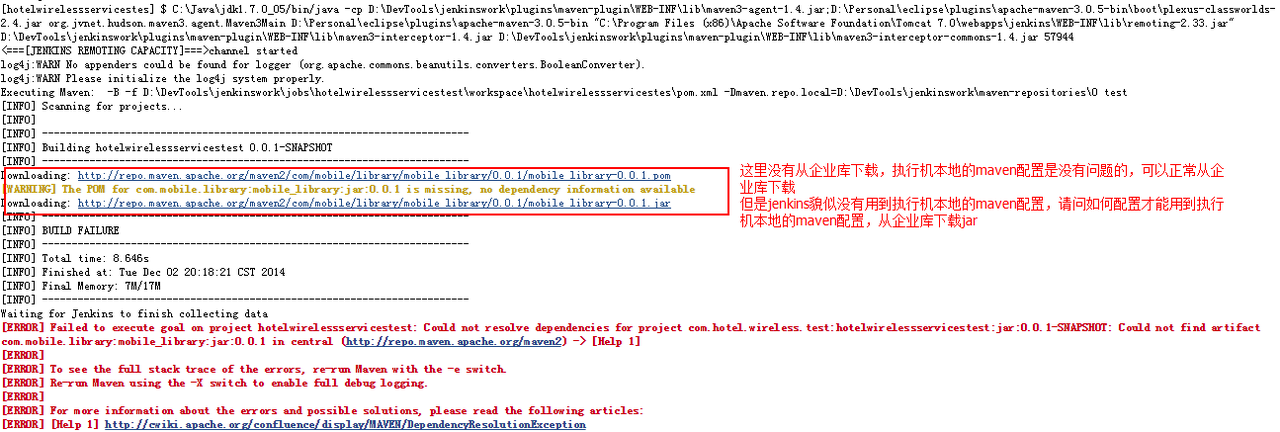 [hotelwirelessservicestes] $ C:\Java\jdk1.7.0_05/bin/java -cp D:\DevTools\jenkinswork\plugins\maven-plugin\WEB-INF\lib\maven3-agent-1.4.jar;D:\Personal\eclipse\plugins\apache-maven-3.0.5-bin\boot\plexus-classworlds-
2.4.jar org.jvnet.hudson.maven3.agent.Maven3Main D:\Personal\eclipse\plugins\apache-maven-3.0.5-bin "C:\Program Files (x86)\Apache Software Foundation\Tomcat 7.0\webapps\jenkins\WEB-INF\lib\remoting-2.33.jar"
D:\DevTools\jenkinswork\plugins\maven-plugin\WEB-INF\lib\maven3-interceptor-1.4.jar D:\DevTools\jenkinswork\plugins\maven-plugin\WEB-INF\lib\maven3-interceptor-commons-1.4.jar 57944
<===[JENKINS REMOTING CAPACITY]===>channel started
log4j:WARN No appenders could be found for logger (org.apache.commons.beanutils.converters.BooleanConverter).
log4j:WARN Please initialize the log4j system properly.
Executing Maven:  -B -f D:\DevTools\jenkinswork\jobs\hotelwirelessservicestest\workspace\hotelwirelessservicestes\pom.xml -Dmaven.repo.local=D:\DevTools\jenkinswork\maven-repositories\0 test
[INFO] Scanning for projects...
[INFO]
[INFO] ------------------------------------------------------------------------
[INFO] Building hotelwirelessservicestest 0.0.1-SNAPSHOT
[INFO] ------------------------------------------------------------------------
Downloading: http://repo.maven.apache.org/maven2/com/mobile/library/mobile_library/0.0.1/mobile_library-0.0.1.pom
[WARNING] The POM for com.mobile.library:mobile_library:jar:0.0.1 is missing, no dependency information available
Downloading: http://repo.maven.apache.org/maven2/com/mobile/library/mobile_library/0.0.1/mobile_library-0.0.1.jar
这里没有从企业库下载，执行机本地的maven配置是没有问题的，可以正常从企
业库下载
但是jenkins貌似没有用到执行机本地的maven配置，请问如何配置才能用到执行
机本地的maven配置，从企业库下载jar
[INFO] ------------------------------------------------------------------------
[INFO] BUILD FAILURE
[INFO] ------------------------------------------------------------------------
[INFO] Total time: 8.646s
[INFO] Finished at: Tue Dec 02 20:18:21 CST 2014
[INFO] Final Memory: 7M/17M
[INFO] ------------------------------------------------------------------------
Waiting for Jenkins to finish collecting data
[ERROR] Failed to execute goal on project hotelwirelessservicestest: Could not resolve dependencies for project com.hotel.wireless.test:hotelwirelessservicestest:jar:0.0.1-SNAPSHOT: Could not find artifact
com.mobile.library:mobile_library:jar:0.0.1 in central (http://repo.maven.apache.org/maven2) -> [Help 1]
[ERROR]
[ERROR] To see the full stack trace of the errors, re-run Maven with the -e switch.
[ERROR] Re-run Maven using the -X switch to enable full debug logging.
[ERROR]
[ERROR] For more information about the errors and possible solutions, please read the following articles:
[ERROR] [Help 1] http://cwiki.apache.org/confluence/display/MAVEN/DependencyResolutionException